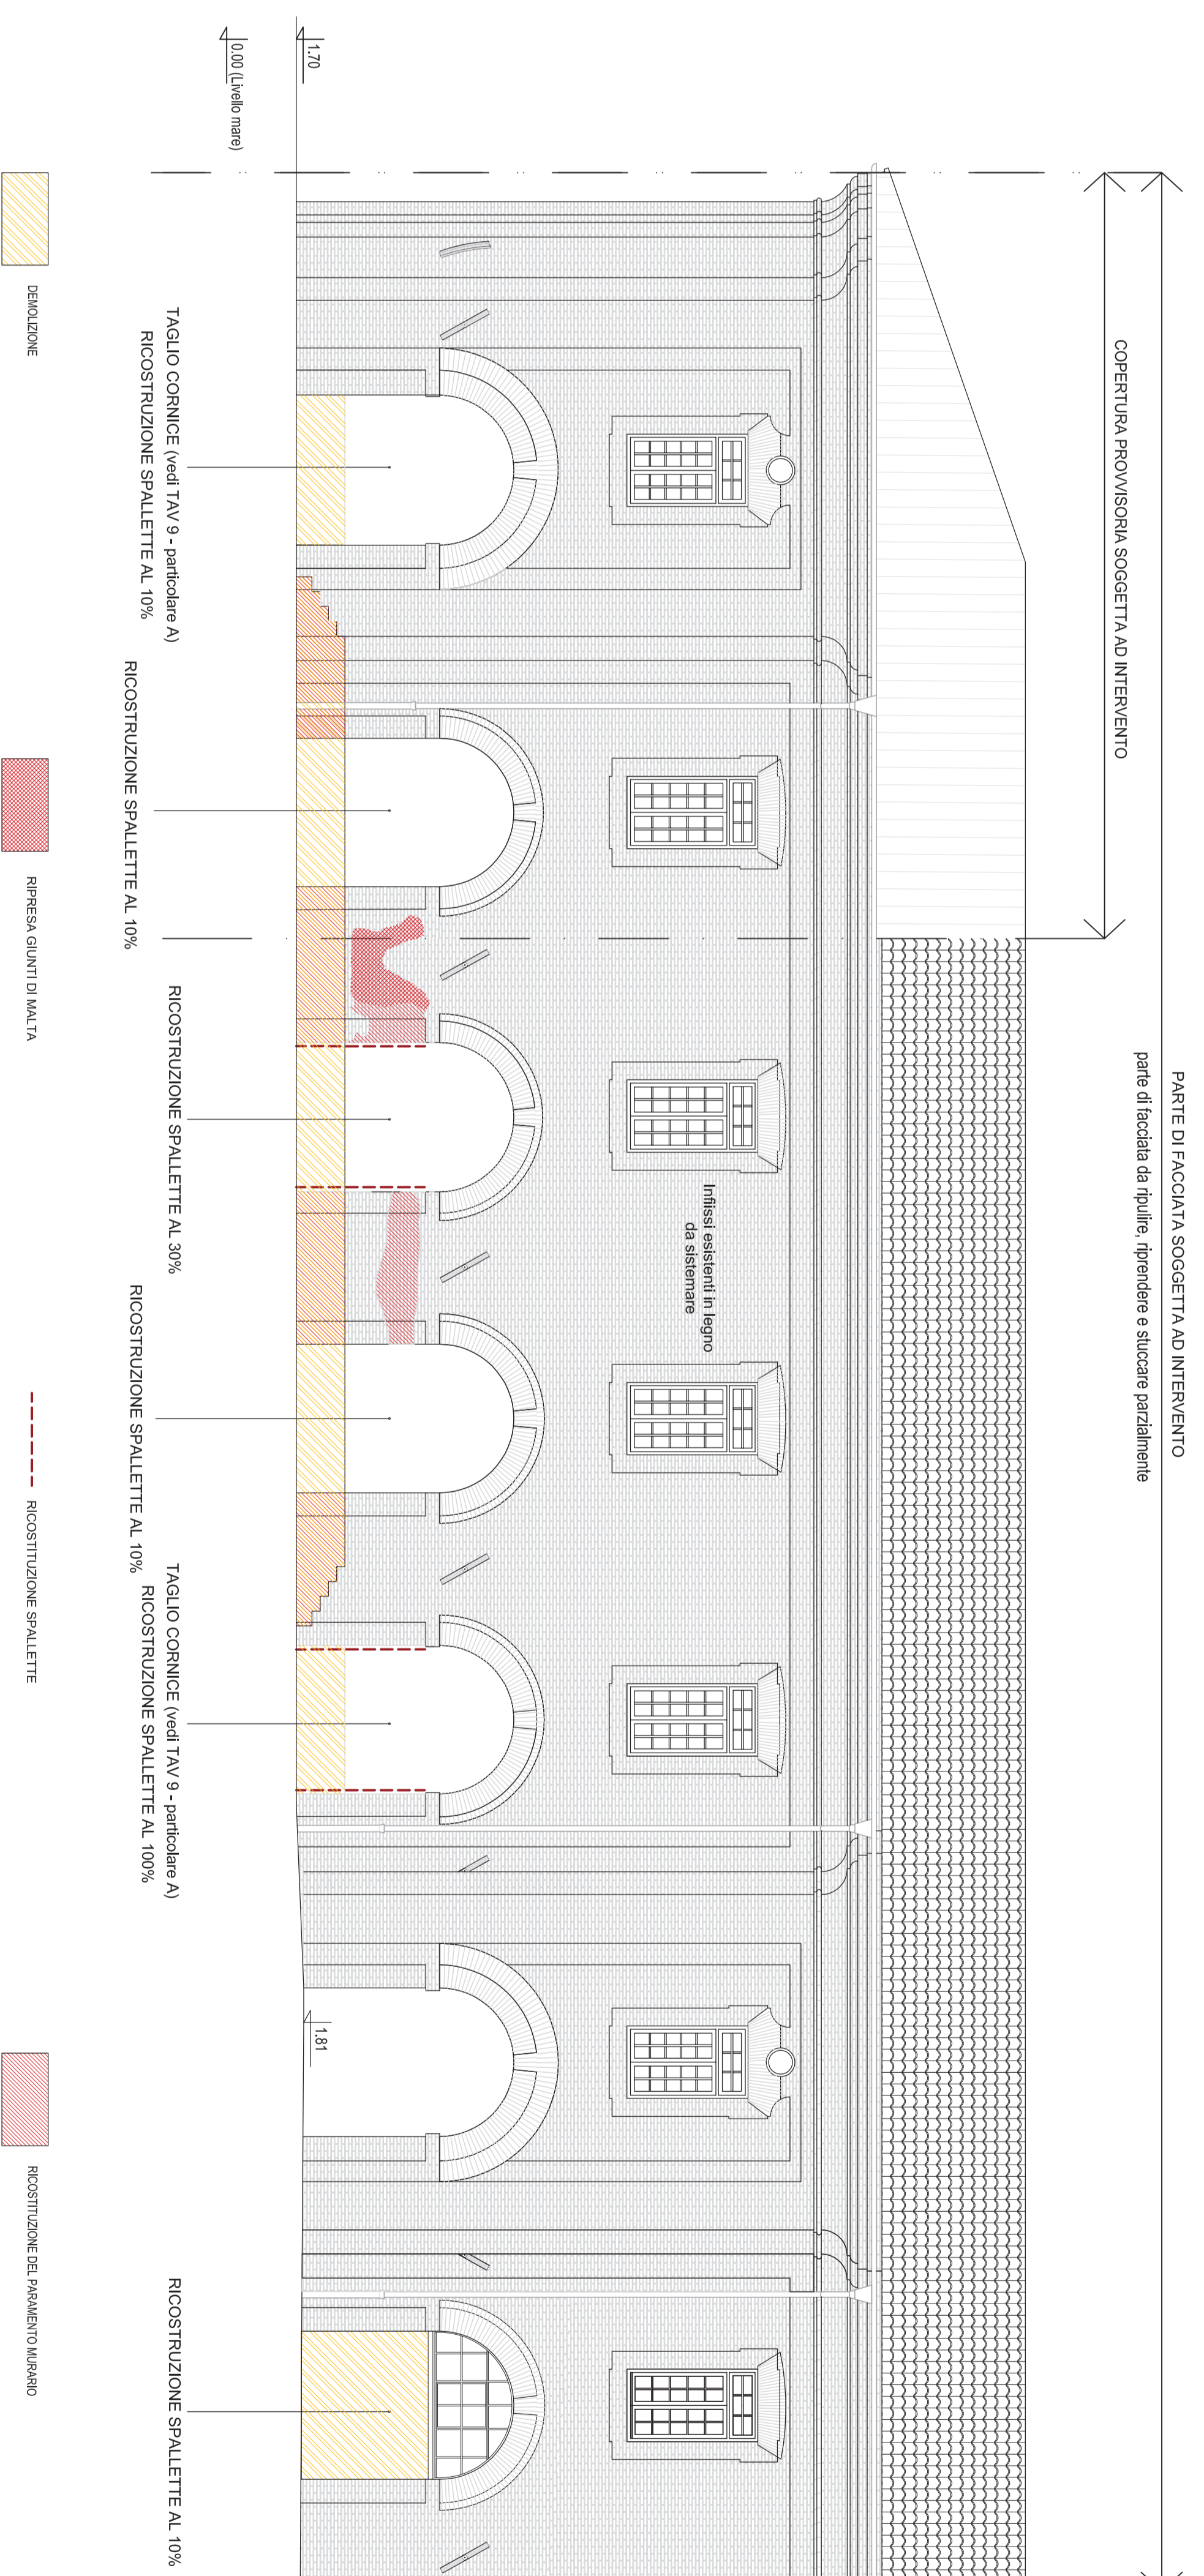 PARTE DI FACCIATA SOGGETTA AD INTERVENTO
parte di facciata da ripulire, riprendere e stuccare parzialmente
COPERTURA PROVVISORIA SOGGETTA AD INTERVENTO
Infiissi esistenti in legno
da sistemare
1.70
0.00 (Livello mare)
1.81
TAGLIO CORNICE (vedi TAV 9 - particolare A)
RICOSTRUZIONE SPALLETTE AL 10%
RICOSTRUZIONE SPALLETTE AL 10%
RICOSTRUZIONE SPALLETTE AL 30%
RICOSTRUZIONE SPALLETTE AL 10%
TAGLIO CORNICE (vedi TAV 9 - particolare A)
RICOSTRUZIONE SPALLETTE AL 100%
RICOSTRUZIONE SPALLETTE AL 10%
DEMOLIZIONE
RIPRESA GIUNTI DI MALTA
RICOSTITUZIONE SPALLETTE
RICOSTITUZIONE DEL PARAMENTO MURARIO